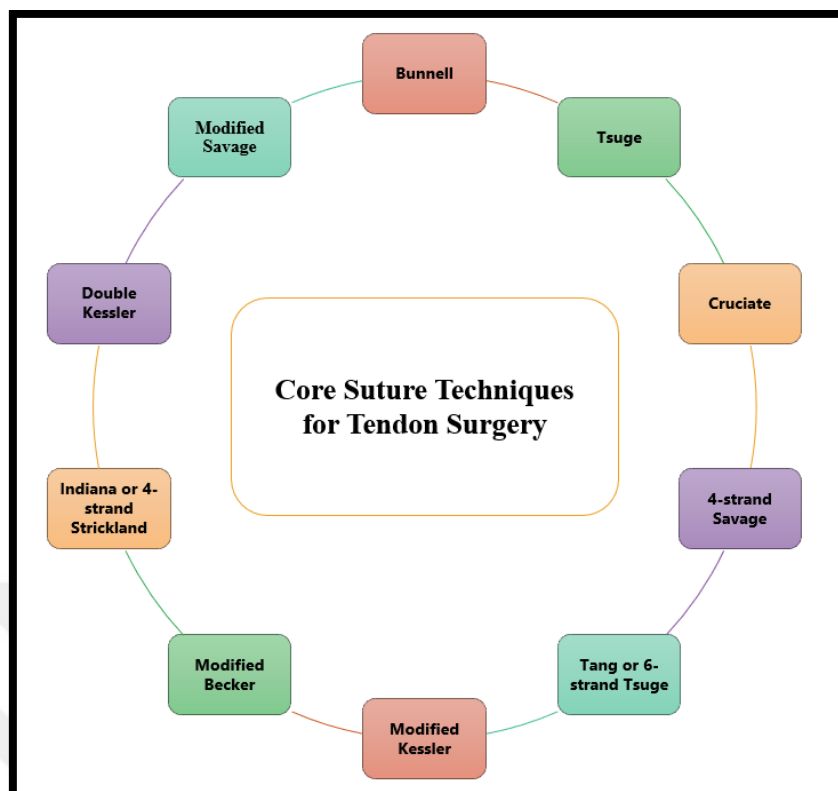 Bunnell
Tsuge
Cruciate
4-strand
Savage
Tang or 6-
strand Tsuge
Modified
Kessler
Modified
Becker
Indiana or 4-
strand
Strickland
Double
Kessler
Modified
Savage
Core Suture Techniques
for Tendon Surgery